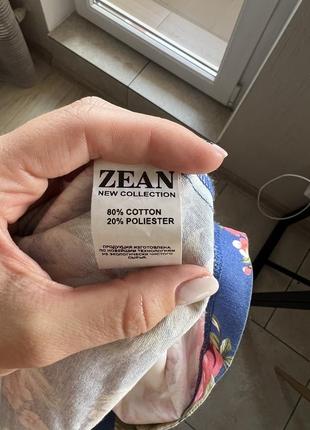 ZEAN
NEW COLLECTION
80% COTTON
20% POLIESTER
ПРОДУКЦИЯ ИЗГОТОВЛЕНА
ПО НОВЕЙШИМ ТЕХНОЛОГИЯМ
ИЗ ЭКОЛОГИЧЕСКИ ЧИСТОГО
СЫРЬЯ.